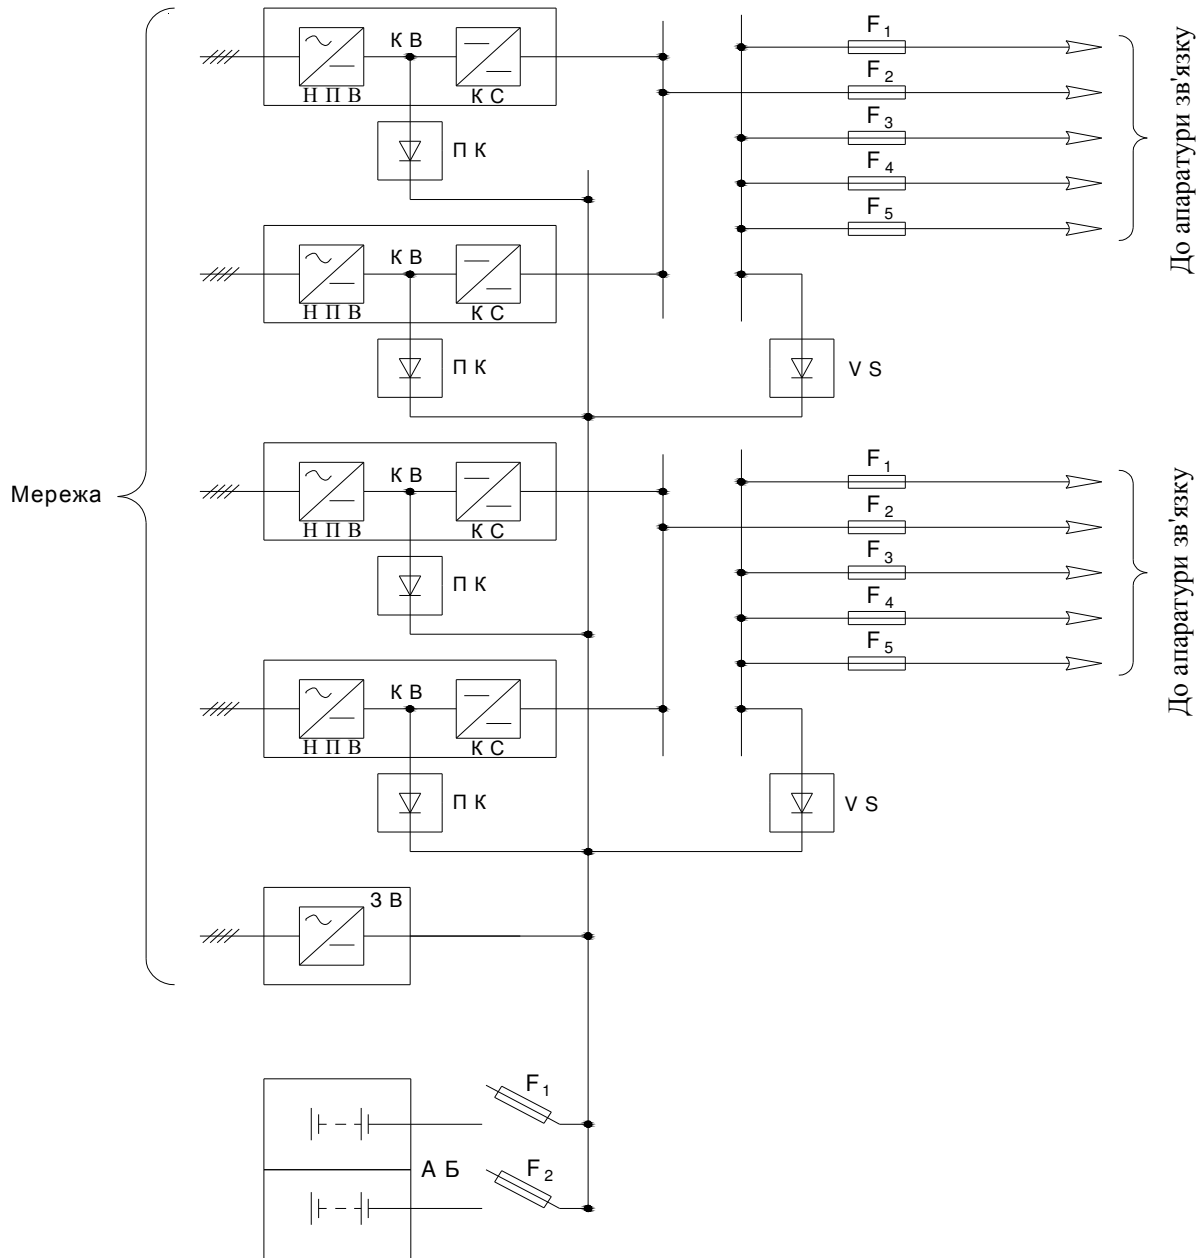 К В
Н П В
К С
П К
F1
F2
F3
F4
F5
До апаратури зв'язку
К В
Н П В
К С
П К
V S
Мережа
К В
Н П В
К С
П К
F1
F2
F3
F4
F5
До апаратури зв'язку
К В
Н П В
К С
П К
V S
З В
F1
А Б
F2